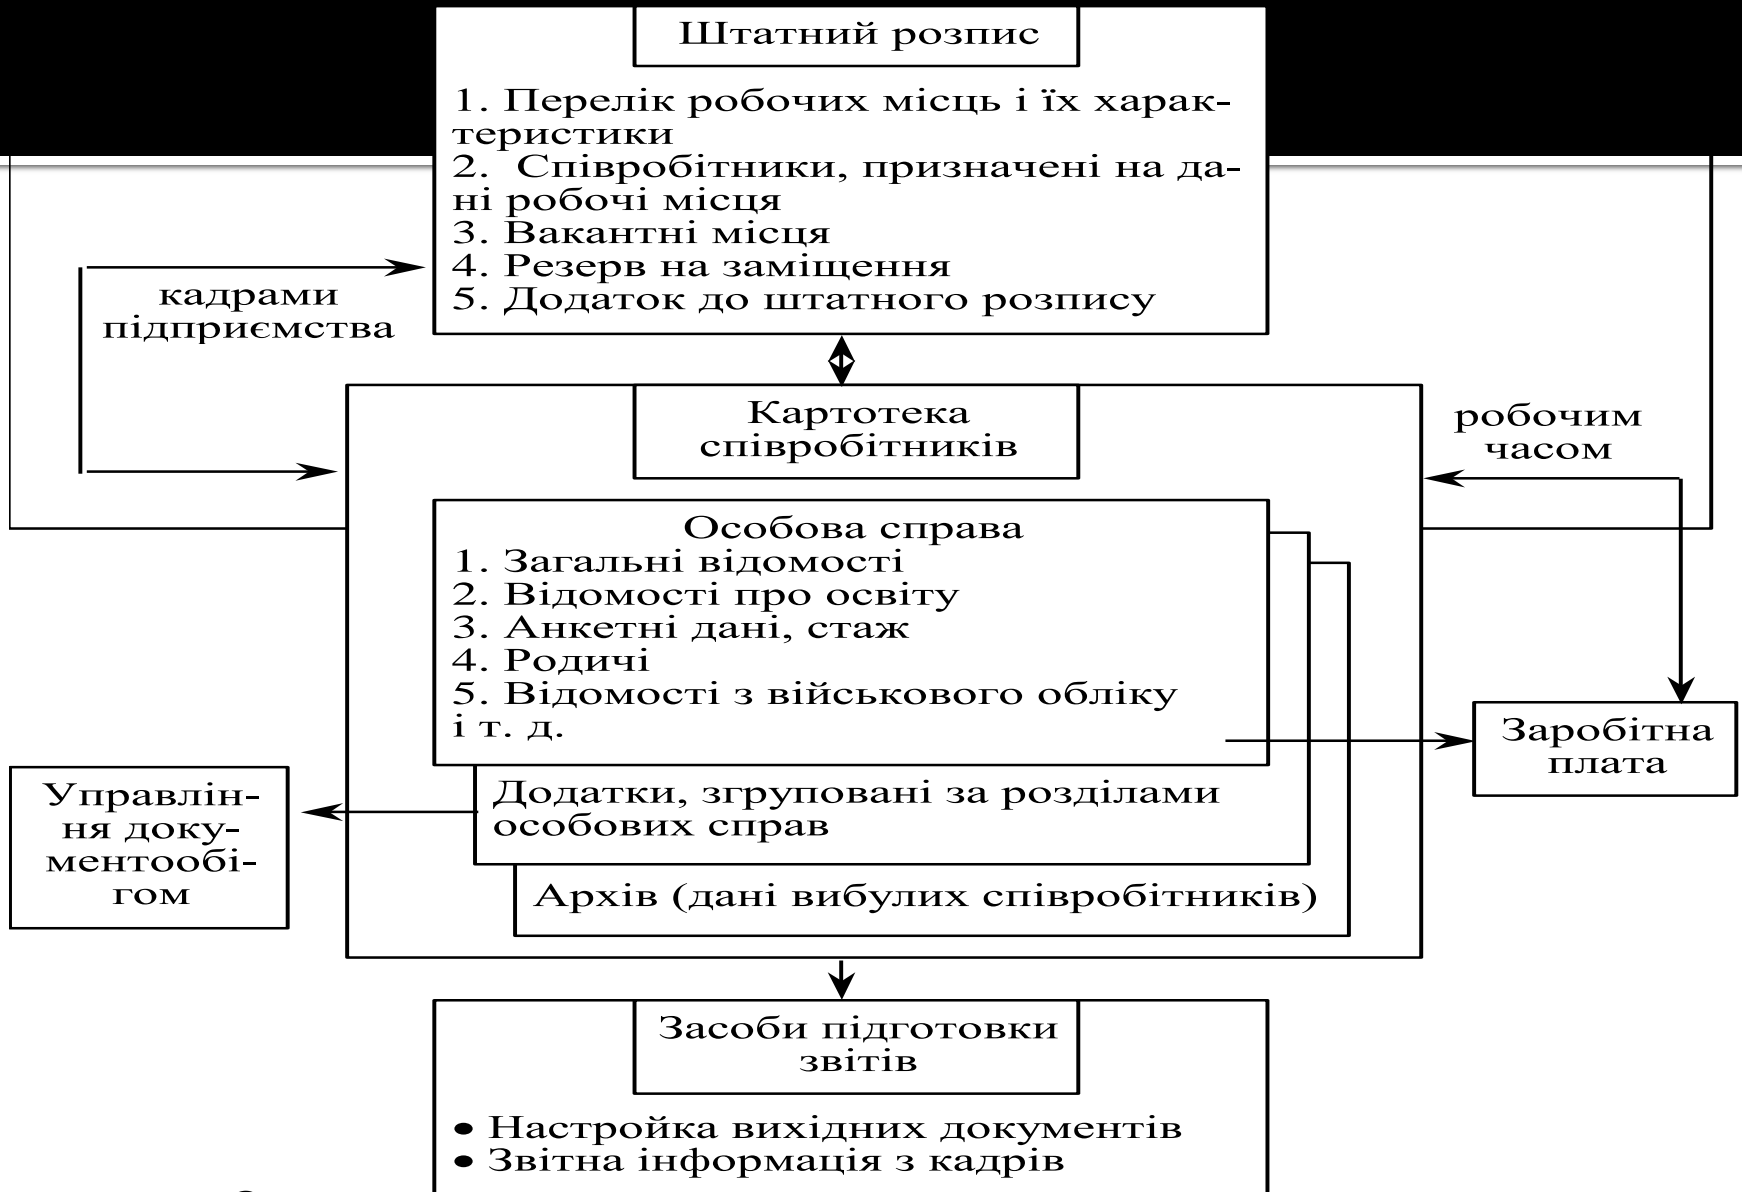 Штатний розпис
1. Перелік робочих місць і їх харак-
теристики
2. Співробітники, призначені на да-
ні робочі місця
3. Вакантні місця
4. Резерв на заміщення
5. Додаток до штатного розпису
кадрами
підприємства
Картотека
співробітників
робочим
часом
Особова справа
1. Загальні відомості
2. Відомості про освіту
3. Анкетні дані, стаж
4. Родичі
5. Відомості з військового обліку
і т. д.
Заробітна
плата
Управлін-
ня доку-
ментообі-
гом
Додатки, згруповані за розділами
особових справ
Архів (дані вибулих співробітників)
Засоби підготовки
звітів
• Настройка вихідних документів
• Звітна інформація з кадрів